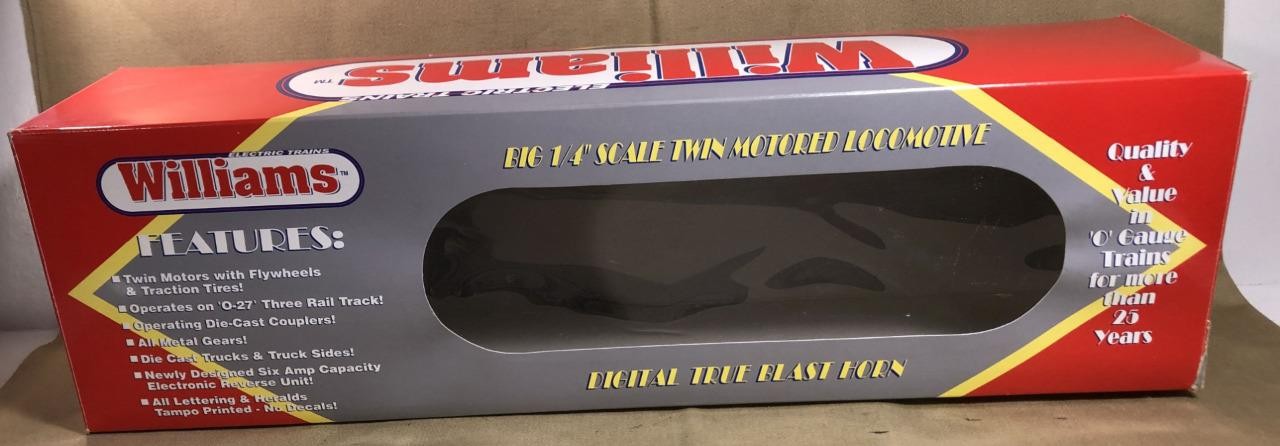 Williams™
ELECTRIC TRAINS
ELECTRIC TRAINS
Williams™
FEATURES:
▪ Twin Motors with Flywheels
& Traction Tires!
▪ Operates on 'O-27' Three Rail Track!
▪ Operating Die-Cast Couplers!
▪ All Metal Gears!
▪ Die Cast Trucks & Truck Sides!
▪ Newly Designed Six Amp Capacity
Electronic Reverse Unit!
▪ All Lettering & Heralds
Tampo Printed - No Decals!
BIG 1/4" SCALE TWIN MOTORED LOCOMOTIVE
DIGITAL TRUE BLAST HORN
Quality
&
Value
in
'O' Gauge
Trains
for more
than
25
Years